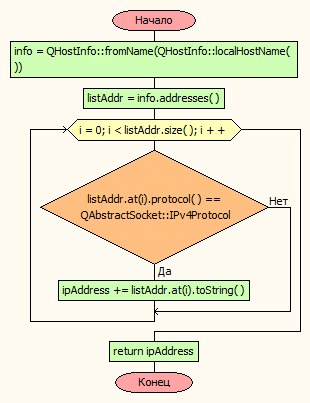 Начало
info = QHostInfo::fromName(QHostInfo::localHostName(
))
listAddr = info.addresses()
i = 0; i < listAddr.size(); i + +
listAddr.at(i).protocol() ==
QAbstractSocket::IPv4Protocol
Нет
Да
ipAddress += listAddr.at(i).toString()
return ipAddress
Конец